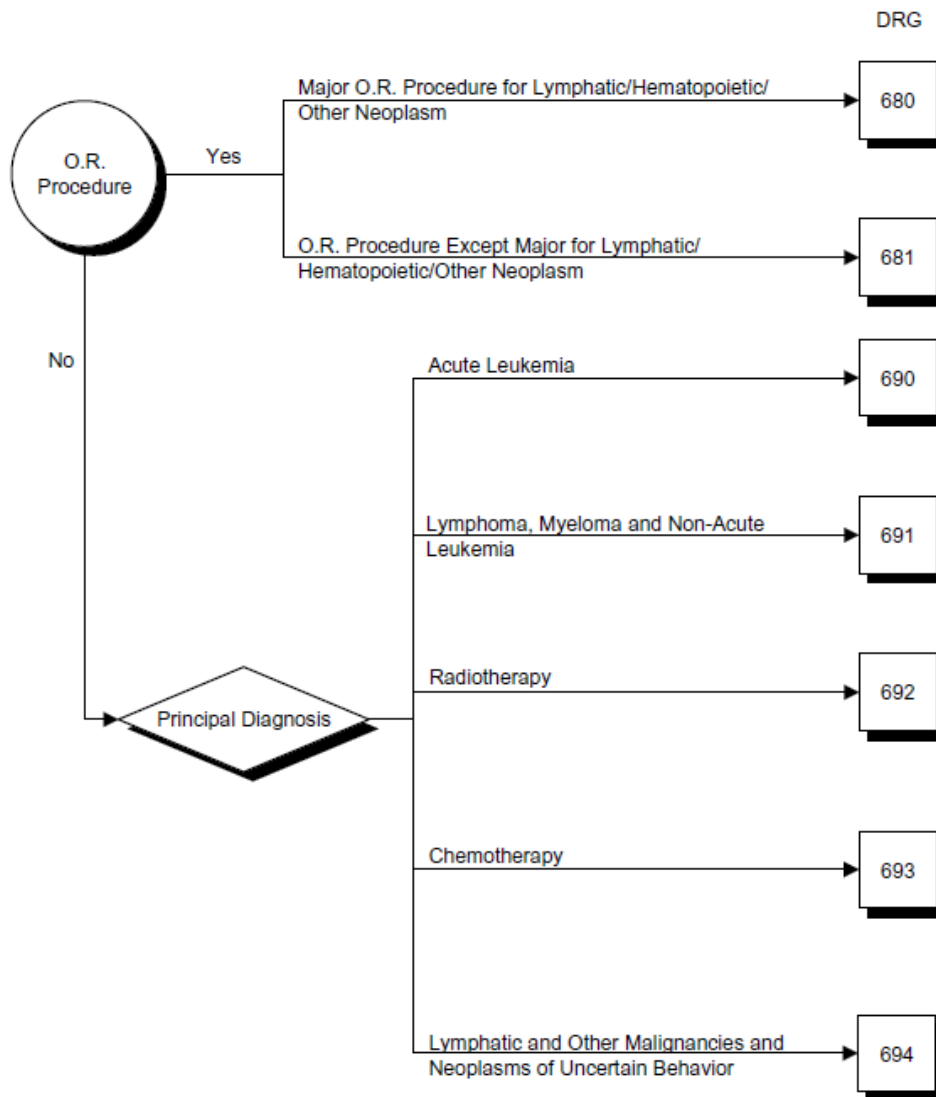 DRG
Major O.R. Procedure for Lymphatic/Hematopoietic/
Other Neoplasm
680
O.R.
Procedure
Yes
O.R. Procedure Except Major for Lymphatic/
Hematopoietic/Other Neoplasm
681
No
Acute Leukemia
690
Lymphoma, Myeloma and Non-Acute
Leukemia
691
Radiotherapy
692
Principal Diagnosis
Chemotherapy
693
Lymphatic and Other Malignancies and
Neoplasms of Uncertain Behavior
694